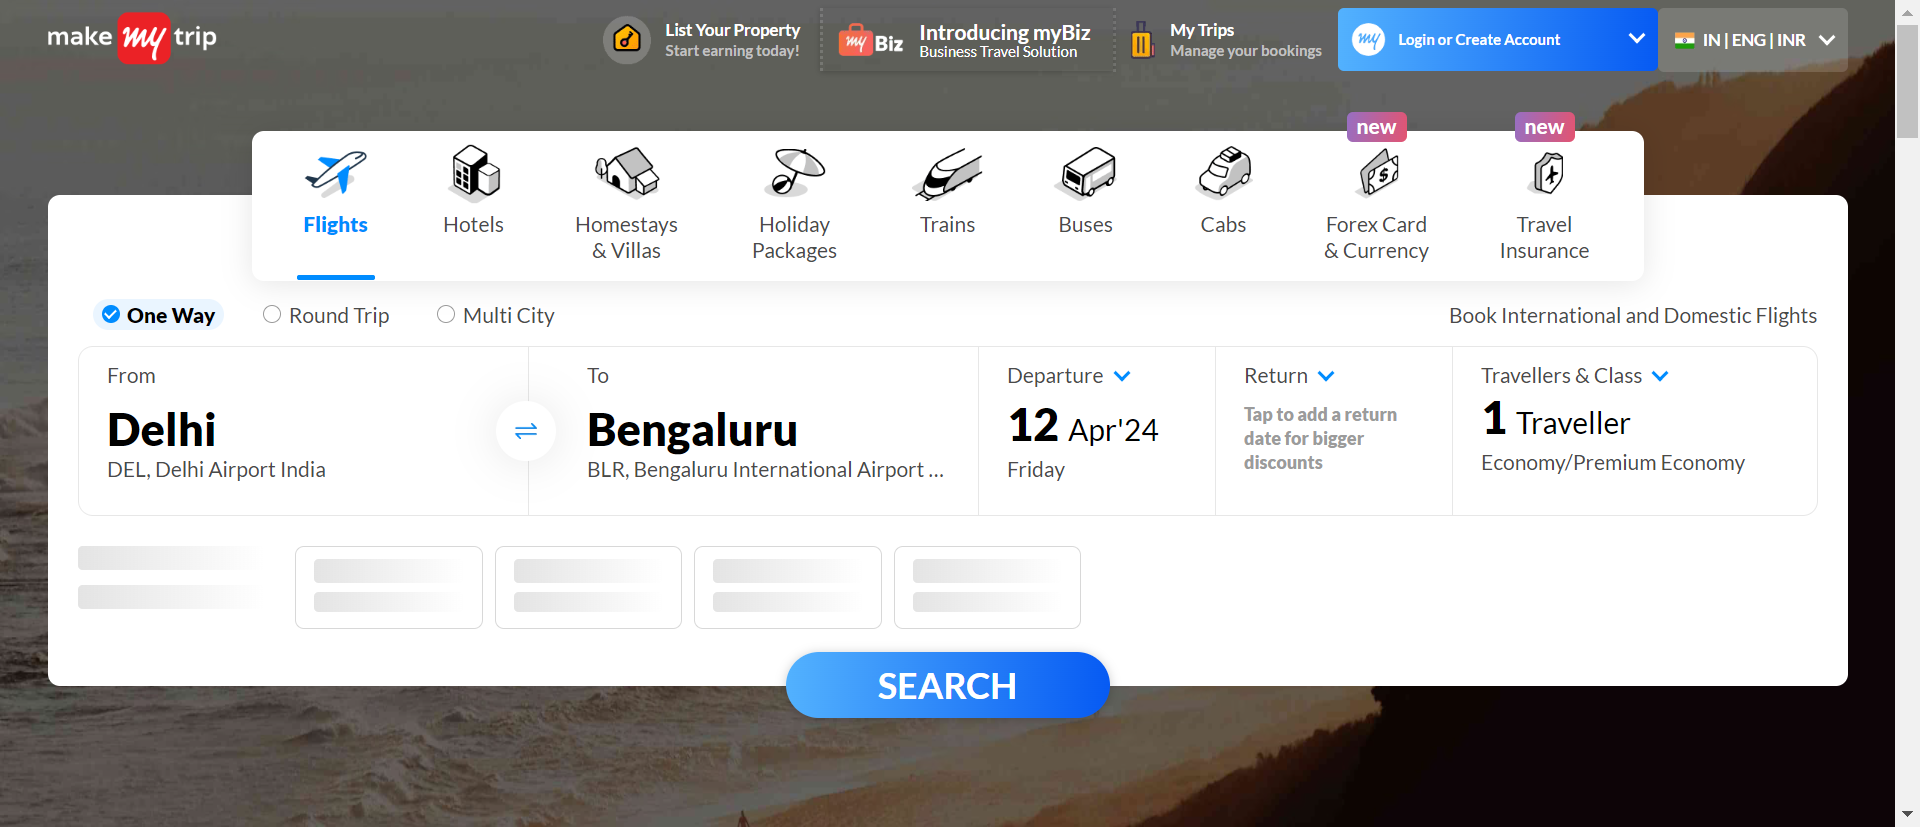 make my trip
List Your Property
Start earning today!
my Biz
Introducing myBiz
Business Travel Solution
My Trips
Manage your bookings
my
Login or Create Account
IN | ENG | INR
new
new
Flights
Hotels
Homestays
& Villas
Holiday
Packages
Trains
Buses
Cabs
Forex Card
& Currency
Travel
Insurance
One Way
Round Trip
Multi City
Book International and Domestic Flights
From
Delhi
DEL, Delhi Airport India
To
Bengaluru
BLR, Bengaluru International Airport ...
Departure
12 Apr'24
Friday
Return
Tap to add a return
date for bigger
discounts
Travellers & Class
1 Traveller
Economy/Premium Economy
SEARCH